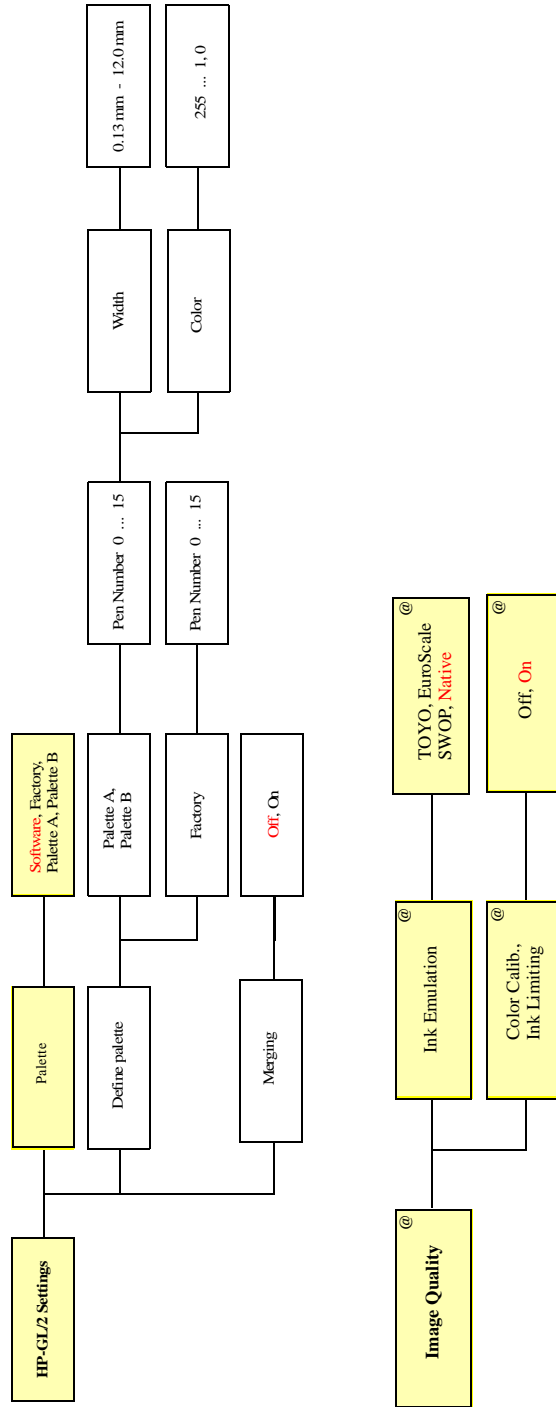 HP-GL/2 Settings
Palette
Software, Factory,
Palette A, Palette B
Define palette
Palette A,
Palette B
Pen Number 0 ... 15
Width
0.13 mm - 12.0 mm
Color
255 ... 1, 0
Factory
Pen Number 0 ... 15
Merging
Off, On
@
Image Quality
@
Ink Emulation
@
TOYO, EuroScale
SWOP, Native
@
Color Calib.,
Ink Limiting
@
Off, On